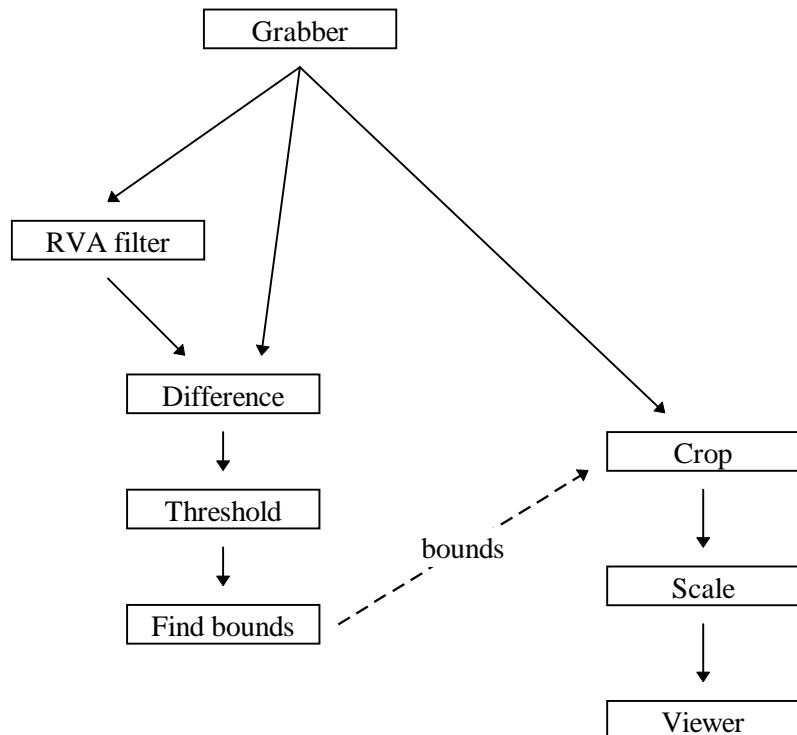 Grabber
RVA filter
Difference
Crop
Threshold
bounds
Scale
Find bounds
Viewer